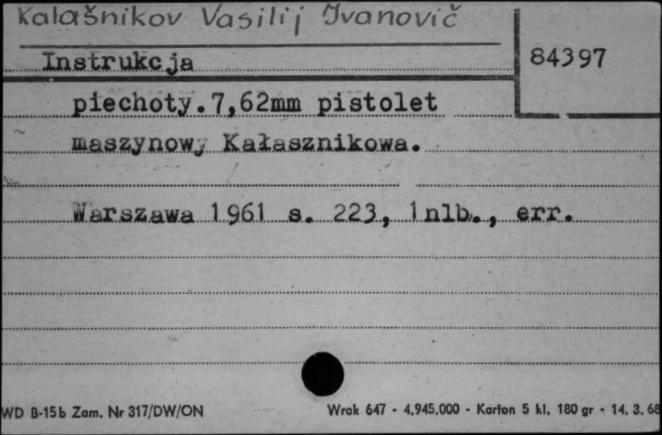 Kalašnikov Vasilij Ivanovič
84397
Instrukcja
piechoty.7,62mm pistolet
maszynowy Kałasznikowa.
Warszawa 1961 s. 223, 1nlb., err.
WD B-15b Zam. Nr 317/DW/ON
Wrak 647 - 4.945.000 - Karton 5 kl. 180 gr - 14. 3. 68